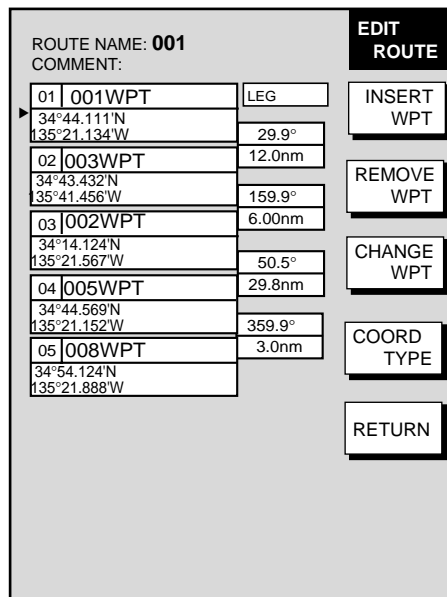 ROUTE NAME: 001
COMMENT:
EDIT
ROUTE
01 001WPT
LEG
34°44.111'N
135°21.134'W
29.9°
12.0nm
02 003WPT
34°43.432'N
135°41.456'W
159.9°
6.00nm
03 002WPT
34°14.124'N
135°21.567'W
50.5°
29.8nm
04 005WPT
34°44.569'N
135°21.152'W
359.9°
3.0nm
05 008WPT
34°54.124'N
135°21.888'W
INSERT
WPT
REMOVE
WPT
CHANGE
WPT
COORD
TYPE
RETURN